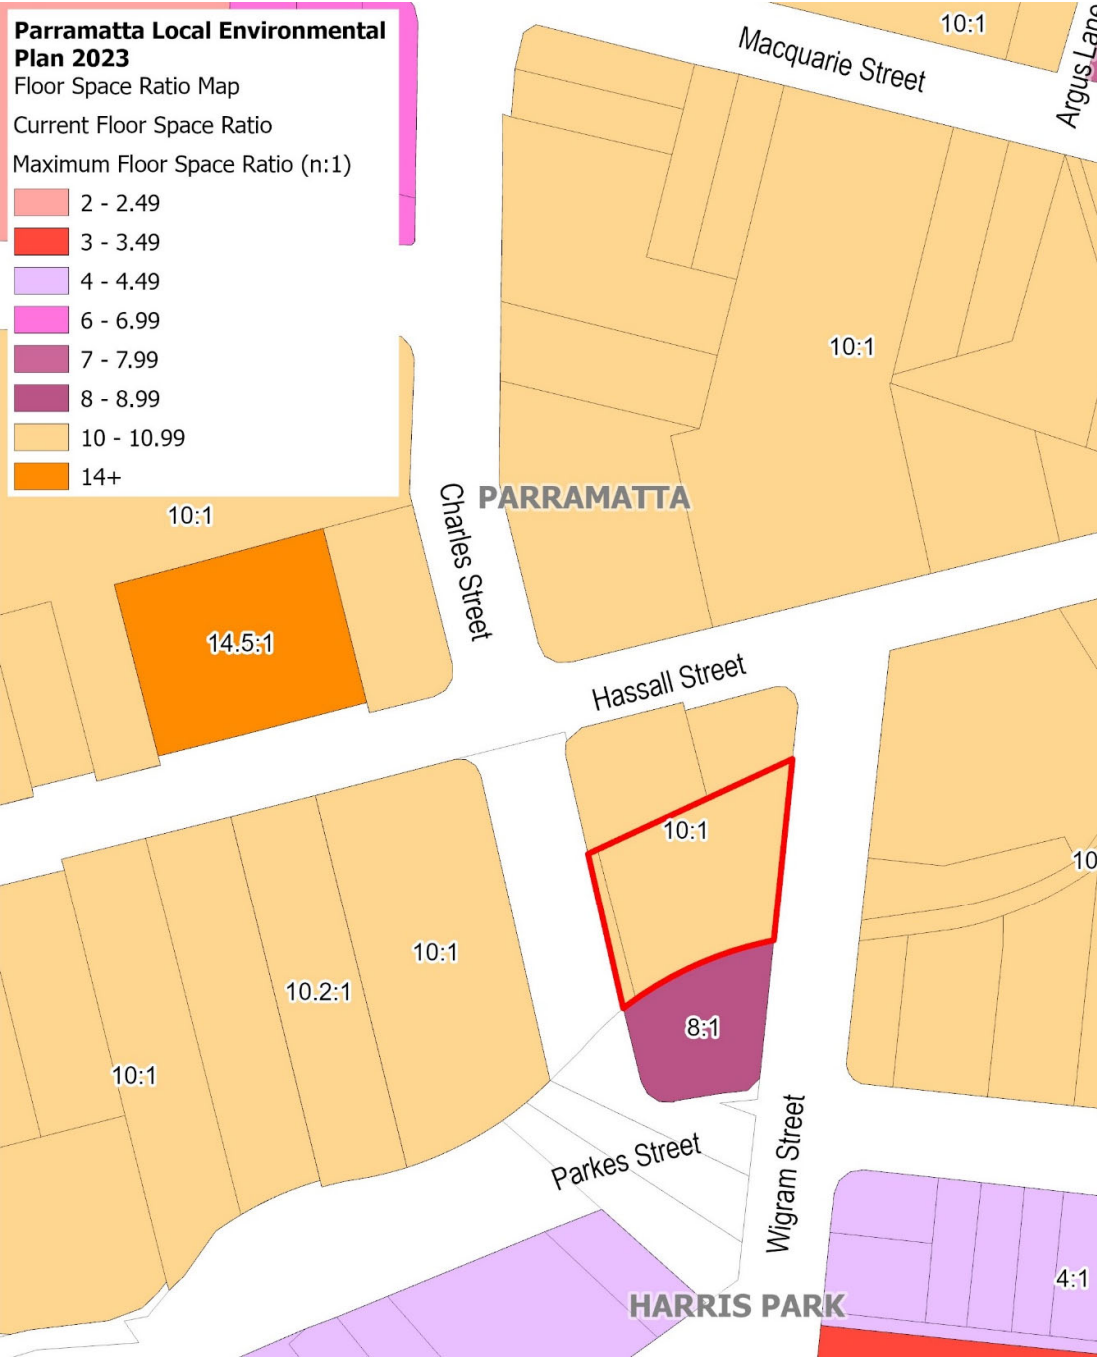 Parramatta Local Environmental
Plan 2023
Floor Space Ratio Map
Current Floor Space Ratio
Maximum Floor Space Ratio (n:1)
2 - 2.49
3 - 3.49
4 - 4.49
6 - 6.99
7 - 7.99
8 - 8.99
10 - 10.99
14+
10:1
Macquarie Street
Argus Lane
10:1
PARRAMATTA
Charles Street
10:1
14.5:1
Hassall Street
10:1
10
10:1
10.2:1
8:1
10:1
Parkes Street
Wigram Street
4:1
HARRIS PARK